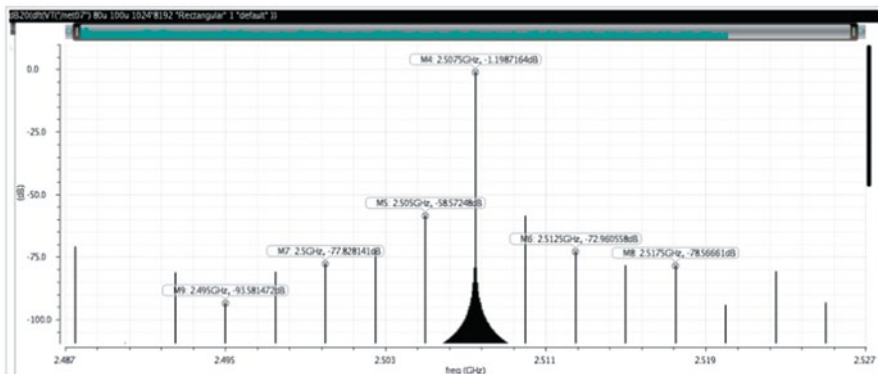 dB20(dft(VT("/net07") 80u 100u 1024*8192 "Rectangular" 1 "default" ))
M4: 2.5075GHz, -1.1987164dB
0.0
-25.0
-50.0
-75.0
-100.0
(dB)
M5: 2.505GHz, -58.57248dB
M7: 2.5GHz, -77.828141dB
M6: 2.5125GHz, -72.960558dB
M8: 2.5175GHz, -78.56661dB
M9: 2.495GHz, -93.581472dB
2.487
2.495
2.503
2.511
2.519
2.527
freq (GHz)